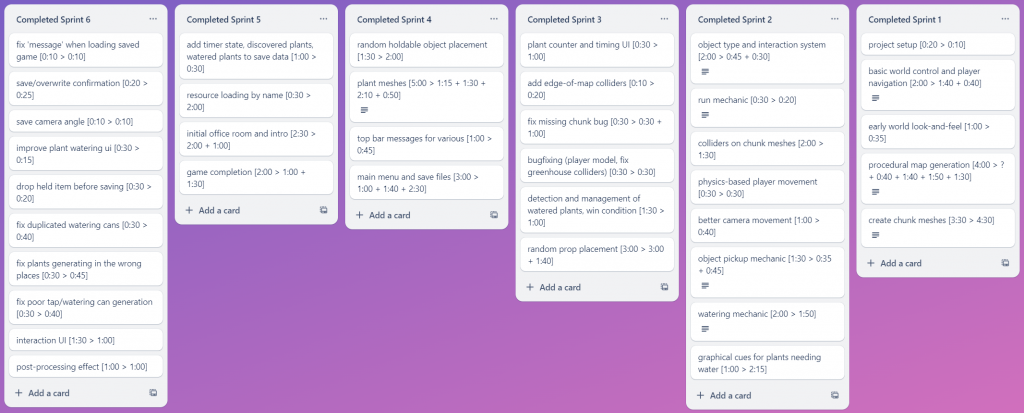 Completed Sprint 6
fix 'message' when loading saved
game [0:10 > 0:10]
save/overwrite confirmation [0:20
> 0:25]
save camera angle [0:10 > 0:10]
improve plant watering ui [0:30 >
0:15]
drop held item before saving [0:30 >
0:20]
fix duplicated watering cans [0:30 >
0:40]
fix plants generating in the wrong
places [0:30 > 0:45]
fix poor tap/watering can generation
[0:30 > 0:40]
interaction UI [1:30 > 1:00]
post-processing effect [1:00 > 1:00]
+ Add a card
Completed Sprint 5
add timer state, discovered plants,
watered plants to save data [1:00 >
0:30]
resource loading by name [0:30 >
2:00]
initial office room and intro [2:30 >
2:00 + 1:00]
game completion [2:00 > 1:00 +
1:30]
+ Add a card
Completed Sprint 4
random holdable object placement
[1:30 > 2:00]
plant meshes [5:00 > 1:15 + 1:30 +
2:10 + 0:50]
top bar messages for various [1:00 >
0:45]
main menu and save files [3:00 >
1:00 + 1:40 + 2:30]
+ Add a card
Completed Sprint 3
plant counter and timing UI [0:30 >
1:00]
add edge-of-map colliders [0:10 >
0:20]
fix missing chunk bug [0:30 > 0:30 +
1:00]
bugfixing (player model, fix
greenhouse colliders) [0:30 > 0:30]
detection and management of
watered plants, win condition [1:30 >
1:00]
random prop placement [3:00 > 3:00
+ 1:40]
+ Add a card
Completed Sprint 2
object type and interaction system
[2:00 > 0:45 + 0:30]
run mechanic [0:30 > 0:20]
colliders on chunk meshes [2:00 >
1:30]
physics-based player movement
[0:30 > 0:30]
better camera movement [1:00 >
0:40]
object pickup mechanic [1:30 > 0:35
+ 0:45]
watering mechanic [2:00 > 1:50]
graphical cues for plants needing
water [1:00 > 2:15]
+ Add a card
Completed Sprint 1
project setup [0:20 > 0:10]
basic world control and player
navigation [2:00 > 1:40 + 0:40]
early world look-and-feel [1:00 >
0:35]
procedural map generation [4:00 > ?
+ 0:40 + 1:40 + 1:50 + 1:30]
create chunk meshes [3:30 > 4:30]
+ Add a card